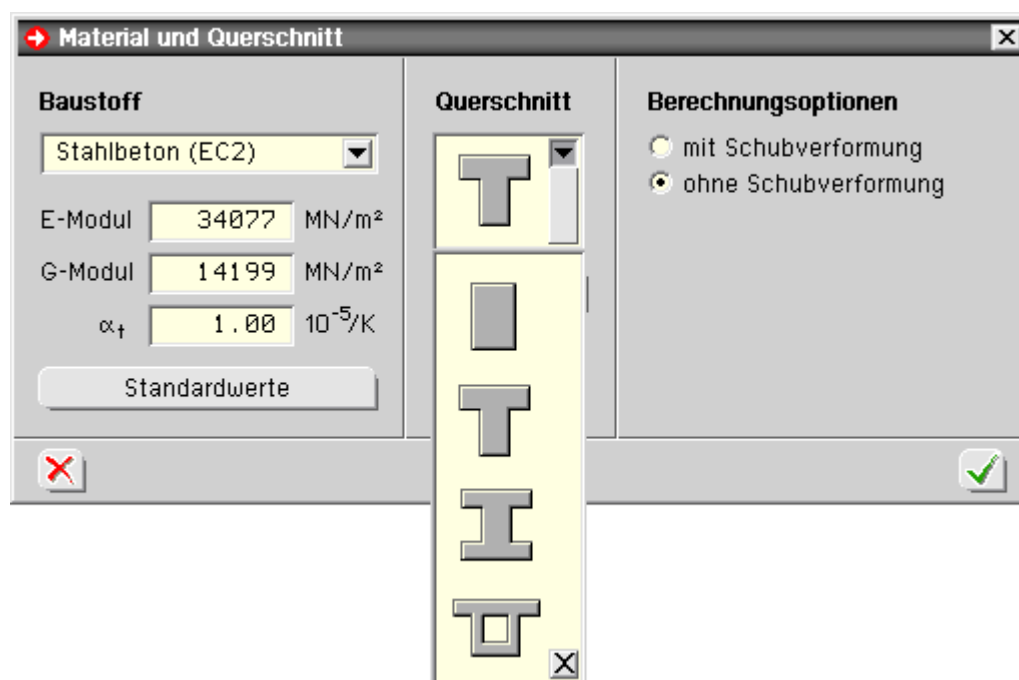 Material und Querschnitt
Baustoff
Stahlbeton (EC2)
E-Modul 34077 MN/m²
G-Modul 14199 MN/m²
αt 1.00 10⁻⁵/K
Standardwerte
Querschnitt
Berechnungsoptionen
mit Schubverformung
ohne Schubverformung